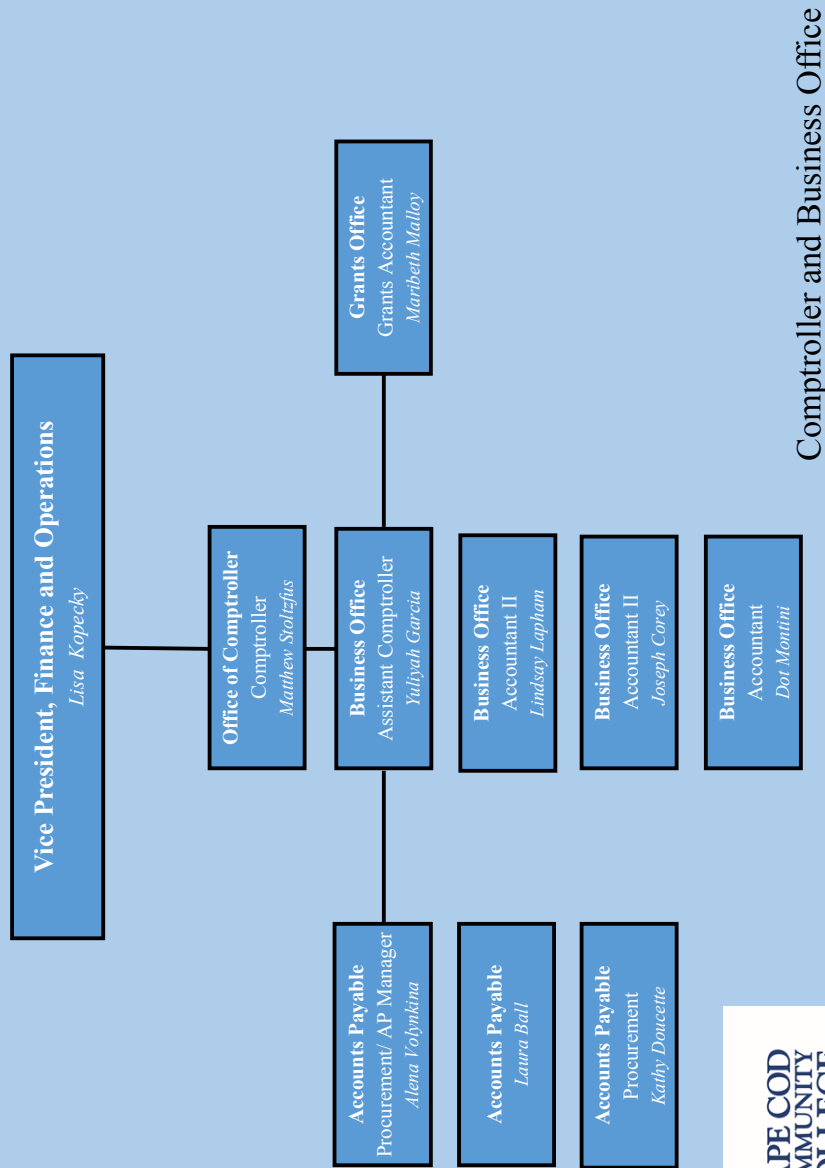 Vice President, Finance and Operations
Lisa Kopecky
Office of Comptroller
Comptroller
Matthew Stoltzfus
Accounts Payable
Procurement/ AP Manager
Alena Volynkina
Business Office
Assistant Comptroller
Yuliyah Garcia
Grants Office
Grants Accountant
Maribeth Malloy
Accounts Payable
Laura Ball
Business Office
Accountant II
Lindsay Lapham
Accounts Payable
Procurement
Kathy Doucette
Business Office
Accountant II
Joseph Corey
Business Office
Accountant
Dot Montini
COD
Comptroller and Business Office